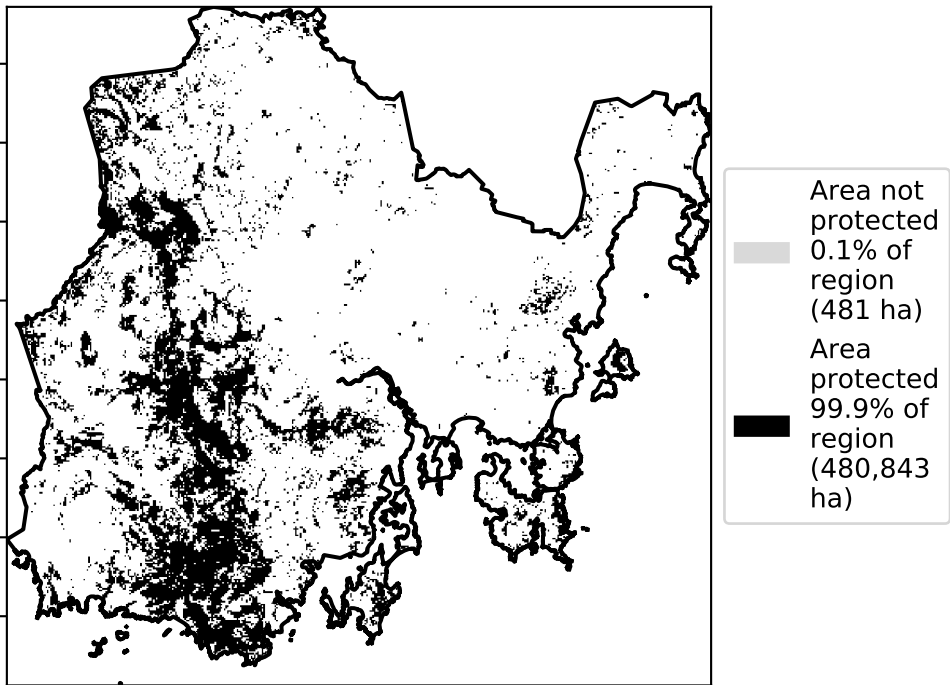 Area not
protected
0.1% of
region
(481 ha)
Area
protected
99.9% of
region
(480,843
ha)